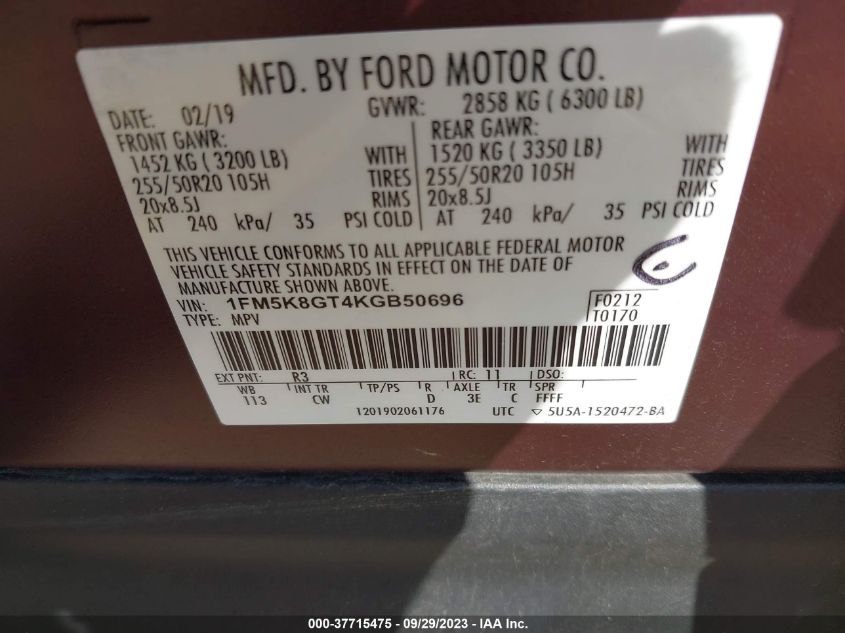 MFD. BY FORD MOTOR CO.
DATE: 02/19 GVWR: 2858 KG ( 6300 LB)
FRONT GAWR: REAR GAWR:
1452 KG ( 3200 LB) WITH 1520 KG ( 3350 LB) WITH
255/50R20 105H TIRES 255/50R20 105H TIRES
20x8.5J RIMS 20x8.5J RIMS
AT 240 kPa/ 35 PSI COLD AT 240 kPa/ 35 PSI COLD
THIS VEHICLE CONFORMS TO ALL APPLICABLE FEDERAL MOTOR
VEHICLE SAFETY STANDARDS IN EFFECT ON THE DATE OF
MANUFACTURE SHOWN ABOVE.
VIN: 1FM5K8GT4KGB50696 F0212
TYPE: MPV T0170
EXT PNT: R3 RC: 11 DSO:
WB INT TR TP/PS R AXLE TR SPR
113 CW D 3E C FFFF
1201902061176 UTC ▽ 5U5A-1520472-BA
000-37715475 - 09/29/2023 - IAA Inc.